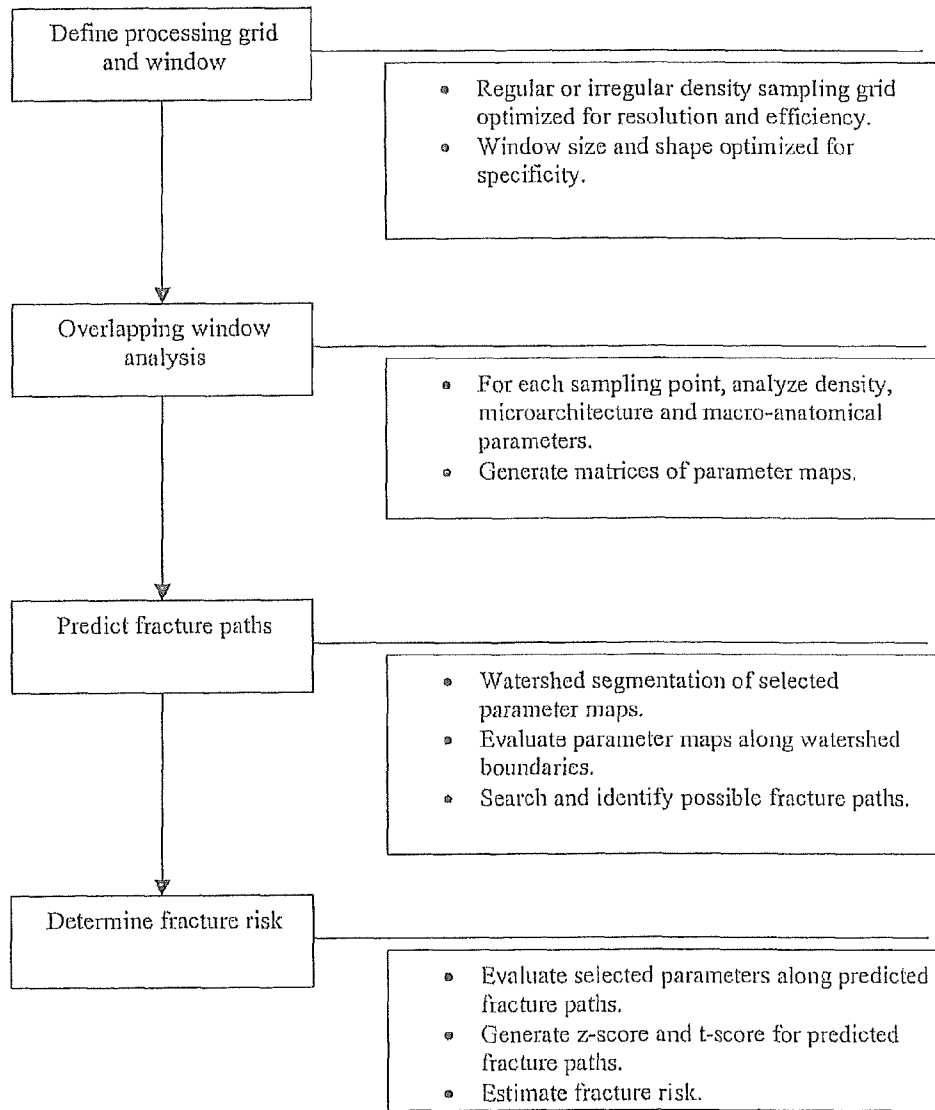 Define processing grid
and window
• Regular or irregular density sampling grid
optimized for resolution and efficiency.
• Window size and shape optimized for
specificity.
Overlapping window
analysis
• For each sampling point, analyze density,
microarchitecture and macro-anatomical
parameters.
• Generate matrices of parameter maps.
Predict fracture paths
• Watershed segmentation of selected
parameter maps.
• Evaluate parameter maps along watershed
boundaries.
• Search and identify possible fracture paths.
Determine fracture risk
• Evaluate selected parameters along predicted
fracture paths.
• Generate z-score and t-score for predicted
fracture paths.
• Estimate fracture risk.